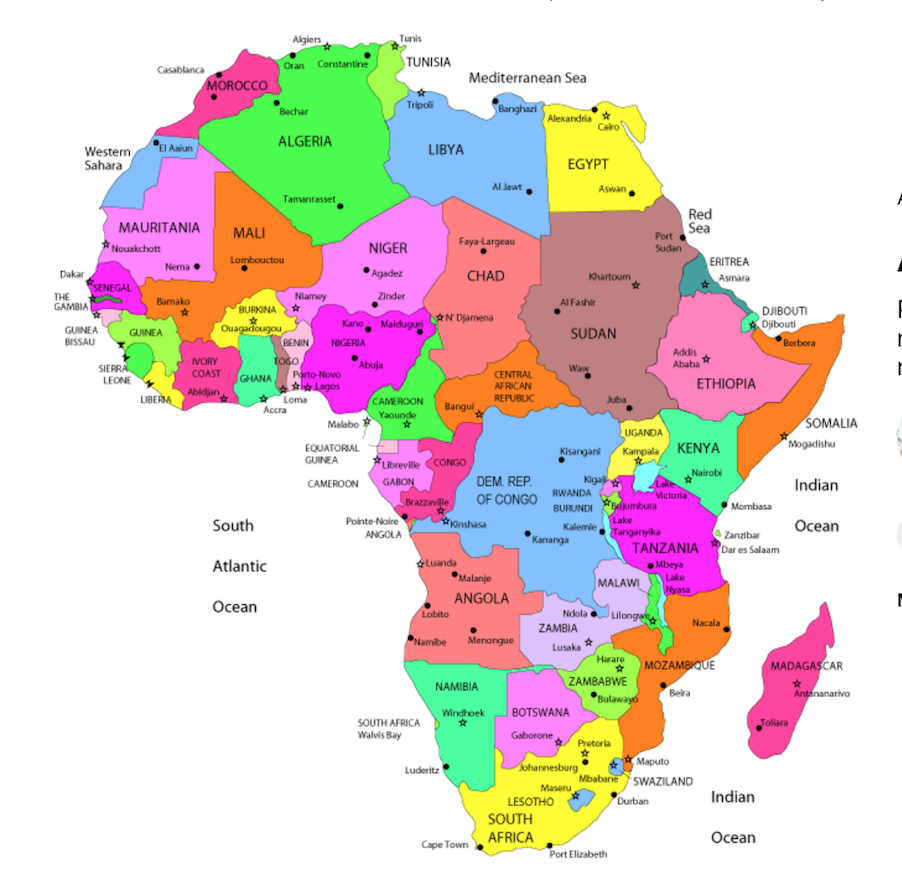 Algiers
Tunis
Oran
Constantine
TUNISIA
Casablanca
MOROCCO
Mediterranean Sea
Tripoli
Banghazi
Bechar
Alexandria
Cairo
ALGERIA
LIBYA
EGYPT
El Aaiun
Western
Sahara
Al Jawt
Aswan
Tamanrasset
Red
Sea
MAURITANIA
MALI
NIGER
Faya-Largeau
Port
Sudan
Nouakchott
Nema
Lombouctou
Agadez
CHAD
ERITREA
Asmara
Dakar
SENEGAL
Khartoum
THE
GAMBIA
Bamako
BURKINA
Ouagadougou
Niamey
Zinder
Al Fashir
DJIBOUTI
Djibouti
GUINEA
BISSAU
GUINEA
Kano
Maiduguri
N' Djamena
SUDAN
Berbera
BENIN
NIGERIA
SIERRA
LEONE
IVORY
COAST
GHANA
TOGO
Abuja
Addis
Ababa
ETHIOPIA
LIBERIA
Abidjan
Porto-Novo
Lagos
Loma
Accra
CENTRAL
AFRICAN
REPUBLIC
Waw
CAMEROON
Yaounde
Bangui
Juba
Malabo
UGANDA
Kampala
KENYA
SOMALIA
Mogadishu
EQUATORIAL
GUINEA
Libreville
CONGO
Kisangani
Nairobi
CAMEROON
GABON
DEM. REP.
OF CONGO
Kigali
RWANDA
BURUNDI
Lake
Victoria
Indian
Ocean
Brazzaville
Bujumbura
Mombasa
Pointe-Noire
Kinshasa
ANGOLA
Kananga
Kalemie
Lake
Tanganyika
TANZANIA
Zanzibar
Dar es Salaam
South
Atlantic
Ocean
Luanda
Malanje
Mbeya
Lake
Nyasa
ANGOLA
MALAWI
Lobito
Ndola
Lilongwe
ZAMBIA
Nacala
Namibe
Menongue
Lusaka
Harare
MOZAMBIQUE
MADAGASCAR
Antananarivo
NAMIBIA
ZAMBABWE
Bulawayo
Beira
Windhoek
BOTSWANA
SOUTH AFRICA
Walvis Bay
Toliara
Gaborone
Pretoria
Luderitz
Johannesburg
Maputo
Mbabane
SWAZILAND
Maseru
LESOTHO
Durban
Indian
Ocean
SOUTH
AFRICA
Cape Town
Port Elizabeth